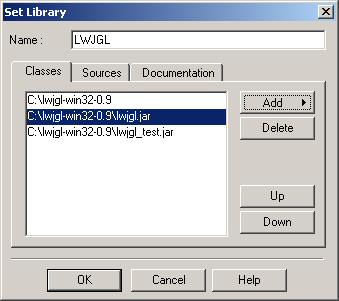 Set Library
Name : LWJGL
Classes Sources Documentation
C:\lwjgl-win32-0.9
C:\lwjgl-win32-0.9\lwjgl.jar
C:\lwjgl-win32-0.9\lwjgl_test.jar
Add
Delete
Up
Down
OK Cancel Help